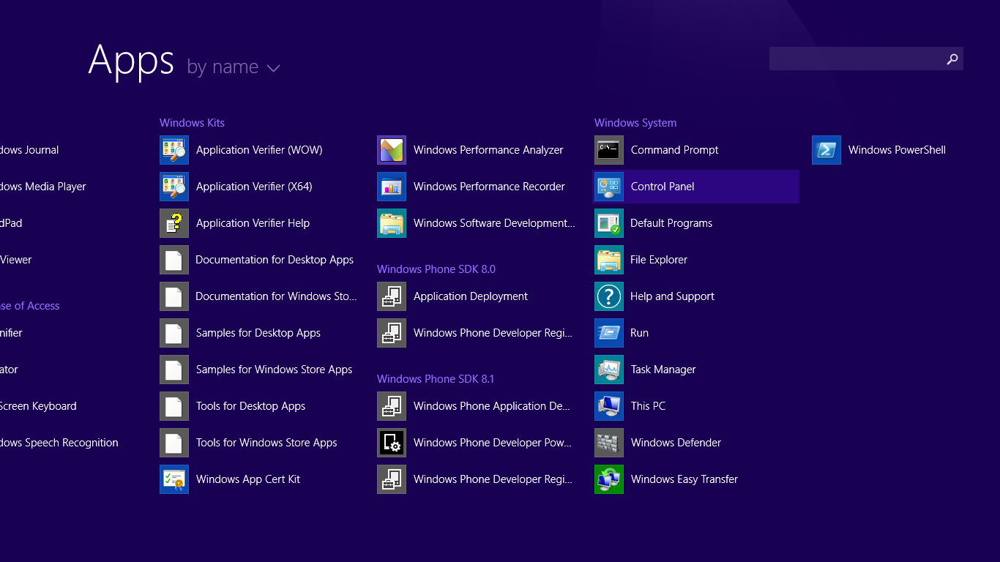 Apps by name
dows Journal
dows Media Player
dPad
Viewer
se of Access
nifier
ator
Screen Keyboard
dows Speech Recognition
Windows Kits
Application Verifier (WOW)
Application Verifier (X64)
Application Verifier Help
Documentation for Desktop Apps
Documentation for Windows Sto...
Samples for Desktop Apps
Samples for Windows Store Apps
Tools for Desktop Apps
Tools for Windows Store Apps
Windows App Cert Kit
Windows Performance Analyzer
Windows Performance Recorder
Windows Software Development...
Windows Phone SDK 8.0
Application Deployment
Windows Phone Developer Regi...
Windows Phone SDK 8.1
Windows Phone Application De...
Windows Phone Developer Pow...
Windows Phone Developer Regi...
Windows System
Command Prompt
Control Panel
Default Programs
File Explorer
Help and Support
Run
Task Manager
This PC
Windows Defender
Windows Easy Transfer
Windows PowerShell